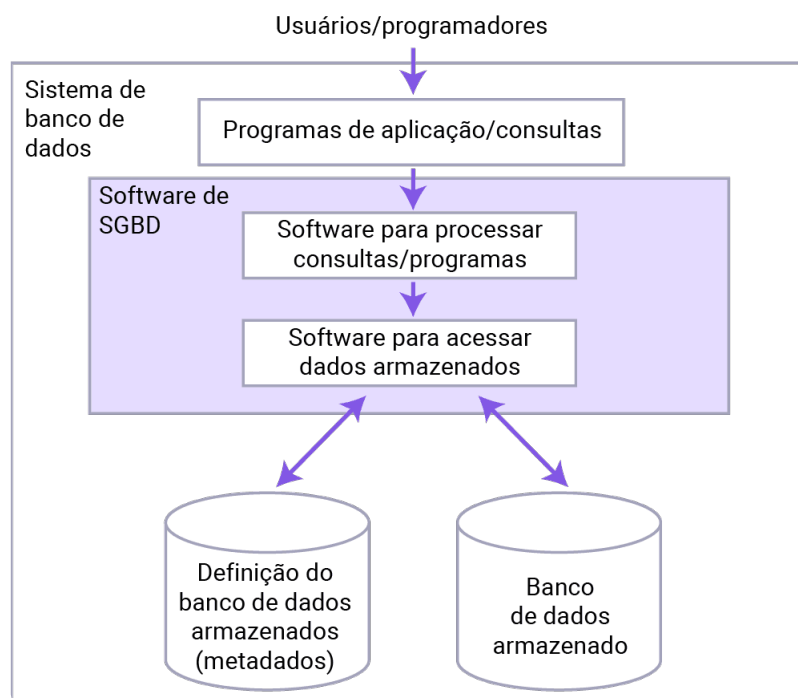 Usuários/programadores
Sistema de
banco de
dados
Programas de aplicação/consultas
Software de
SGBD
Software para processar
consultas/programas
Software para acessar
dados armazenados
Definição do
banco de dados
armazenados
(metadados)
Banco
de dados
armazenado